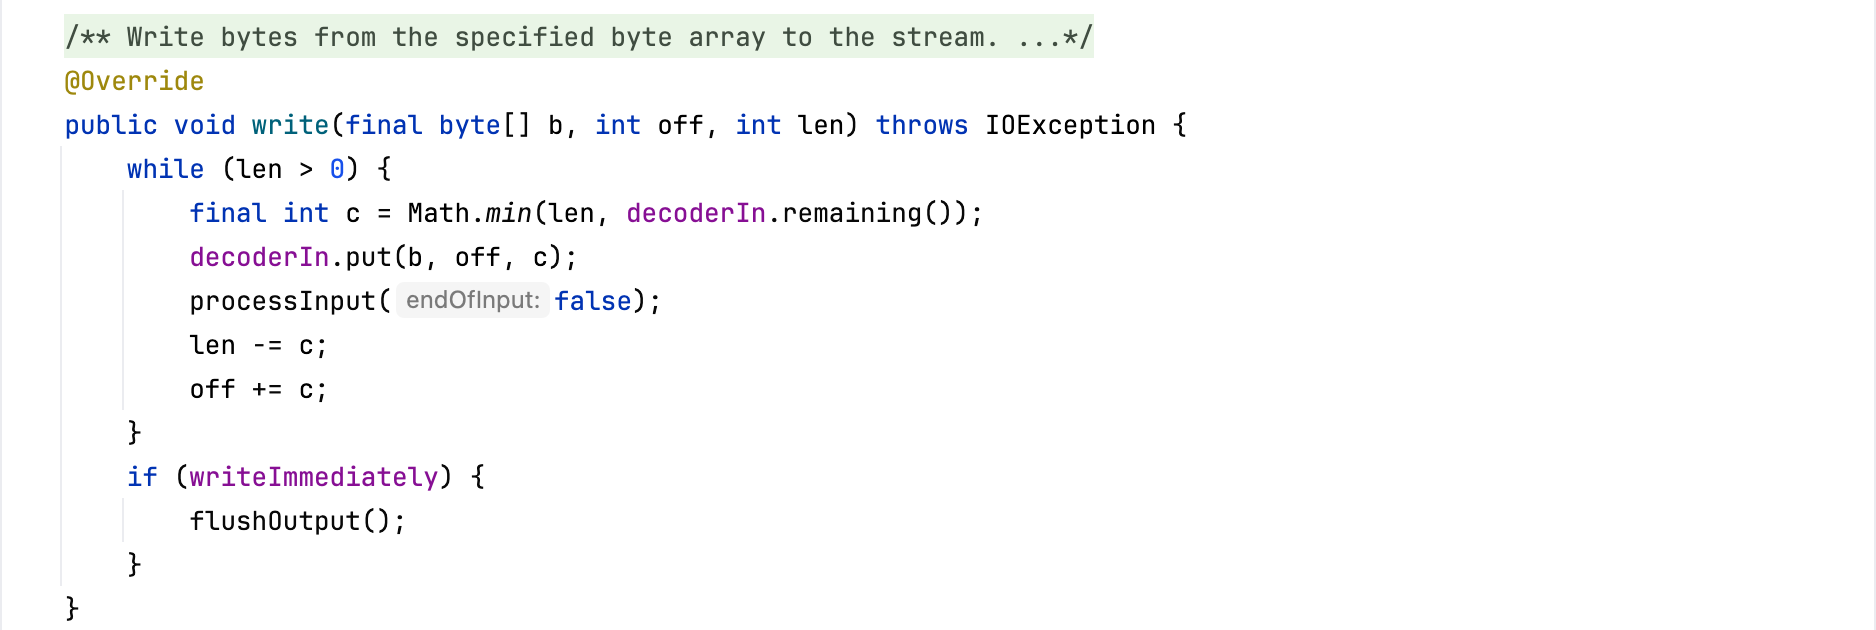 /** Write bytes from the specified byte array to the stream. ...*/
@Override
public void write(final byte[] b, int off, int len) throws IOException {
while (len > 0) {
final int c = Math.min(len, decoderIn.remaining());
decoderIn.put(b, off, c);
processInput( endOfInput: false);
len -= c;
off += c;
}
if (writeImmediately) {
flushOutput();
}
}